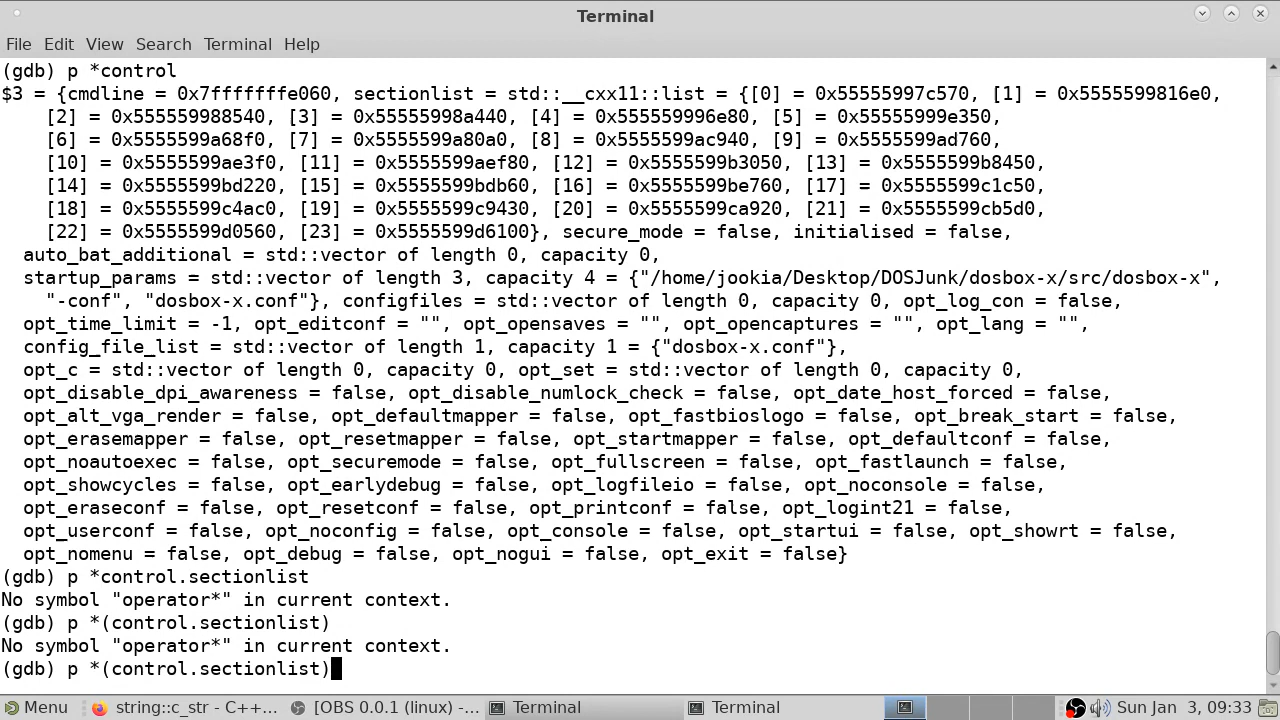 Terminal
File Edit View Search Terminal Help
(gdb) p *control
$3 = {cmdline = 0x7fffffffe060, sectionlist = std::__cxx11::list = {[0] = 0x55555997c570, [1] = 0x5555599816e0,
    [2] = 0x555559988540, [3] = 0x55555998a440, [4] = 0x555559996e80, [5] = 0x55555999e350,
    [6] = 0x5555599a68f0, [7] = 0x5555599a80a0, [8] = 0x5555599ac940, [9] = 0x5555599ad760,
    [10] = 0x5555599ae3f0, [11] = 0x5555599aef80, [12] = 0x5555599b3050, [13] = 0x5555599b8450,
    [14] = 0x5555599bd220, [15] = 0x5555599bdb60, [16] = 0x5555599be760, [17] = 0x5555599c1c50,
    [18] = 0x5555599c4ac0, [19] = 0x5555599c9430, [20] = 0x5555599ca920, [21] = 0x5555599cb5d0,
    [22] = 0x5555599d0560, [23] = 0x5555599d6100}, secure_mode = false, initialised = false,
  auto_bat_additional = std::vector of length 0, capacity 0,
  startup_params = std::vector of length 3, capacity 4 = {"/home/jookia/Desktop/DOSJunk/dosbox-x/src/dosbox-x",
    "-conf", "dosbox-x.conf"}, configfiles = std::vector of length 0, capacity 0, opt_log_con = false,
  opt_time_limit = -1, opt_editconf = "", opt_opensaves = "", opt_opencaptures = "", opt_lang = "",
  config_file_list = std::vector of length 1, capacity 1 = {"dosbox-x.conf"},
  opt_c = std::vector of length 0, capacity 0, opt_set = std::vector of length 0, capacity 0,
  opt_disable_dpi_awareness = false, opt_disable_numlock_check = false, opt_date_host_forced = false,
  opt_alt_vga_render = false, opt_defaultmapper = false, opt_fastbioslogo = false, opt_break_start = false,
  opt_erasemapper = false, opt_resetmapper = false, opt_startmapper = false, opt_defaultconf = false,
  opt_noautoexec = false, opt_securemode = false, opt_fullscreen = false, opt_fastlaunch = false,
  opt_showcycles = false, opt_earlydebug = false, opt_logfileio = false, opt_noconsole = false,
  opt_eraseconf = false, opt_resetconf = false, opt_printconf = false, opt_logint21 = false,
  opt_userconf = false, opt_noconfig = false, opt_console = false, opt_startui = false, opt_showrt = false,
  opt_nomenu = false, opt_debug = false, opt_nogui = false, opt_exit = false}
(gdb) p *control.sectionlist
No symbol "operator*" in current context.
(gdb) p *(control.sectionlist)
No symbol "operator*" in current context.
(gdb) p *(control.sectionlist)
Menu string::c_str - C++... [OBS 0.0.1 (linux) -... Terminal Terminal Sun Jan 3, 09:33